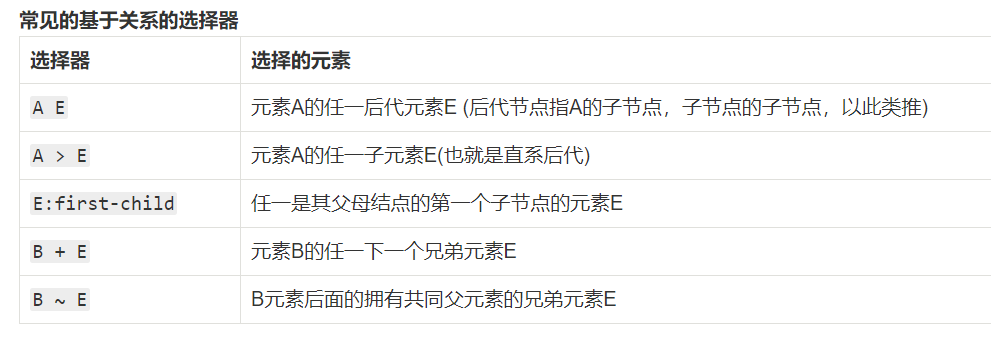 常见的基于关系的选择器
选择器 选择的元素
A E 元素A的任一后代元素E (后代节点指A的子节点，子节点的子节点，以此类推)
A > E 元素A的任一子元素E(也就是直系后代)
E:first-child 任一是其父母结点的第一个子节点的元素E
B + E 元素B的任一下一个兄弟元素E
B ~ E B元素后面的拥有共同父元素的兄弟元素E